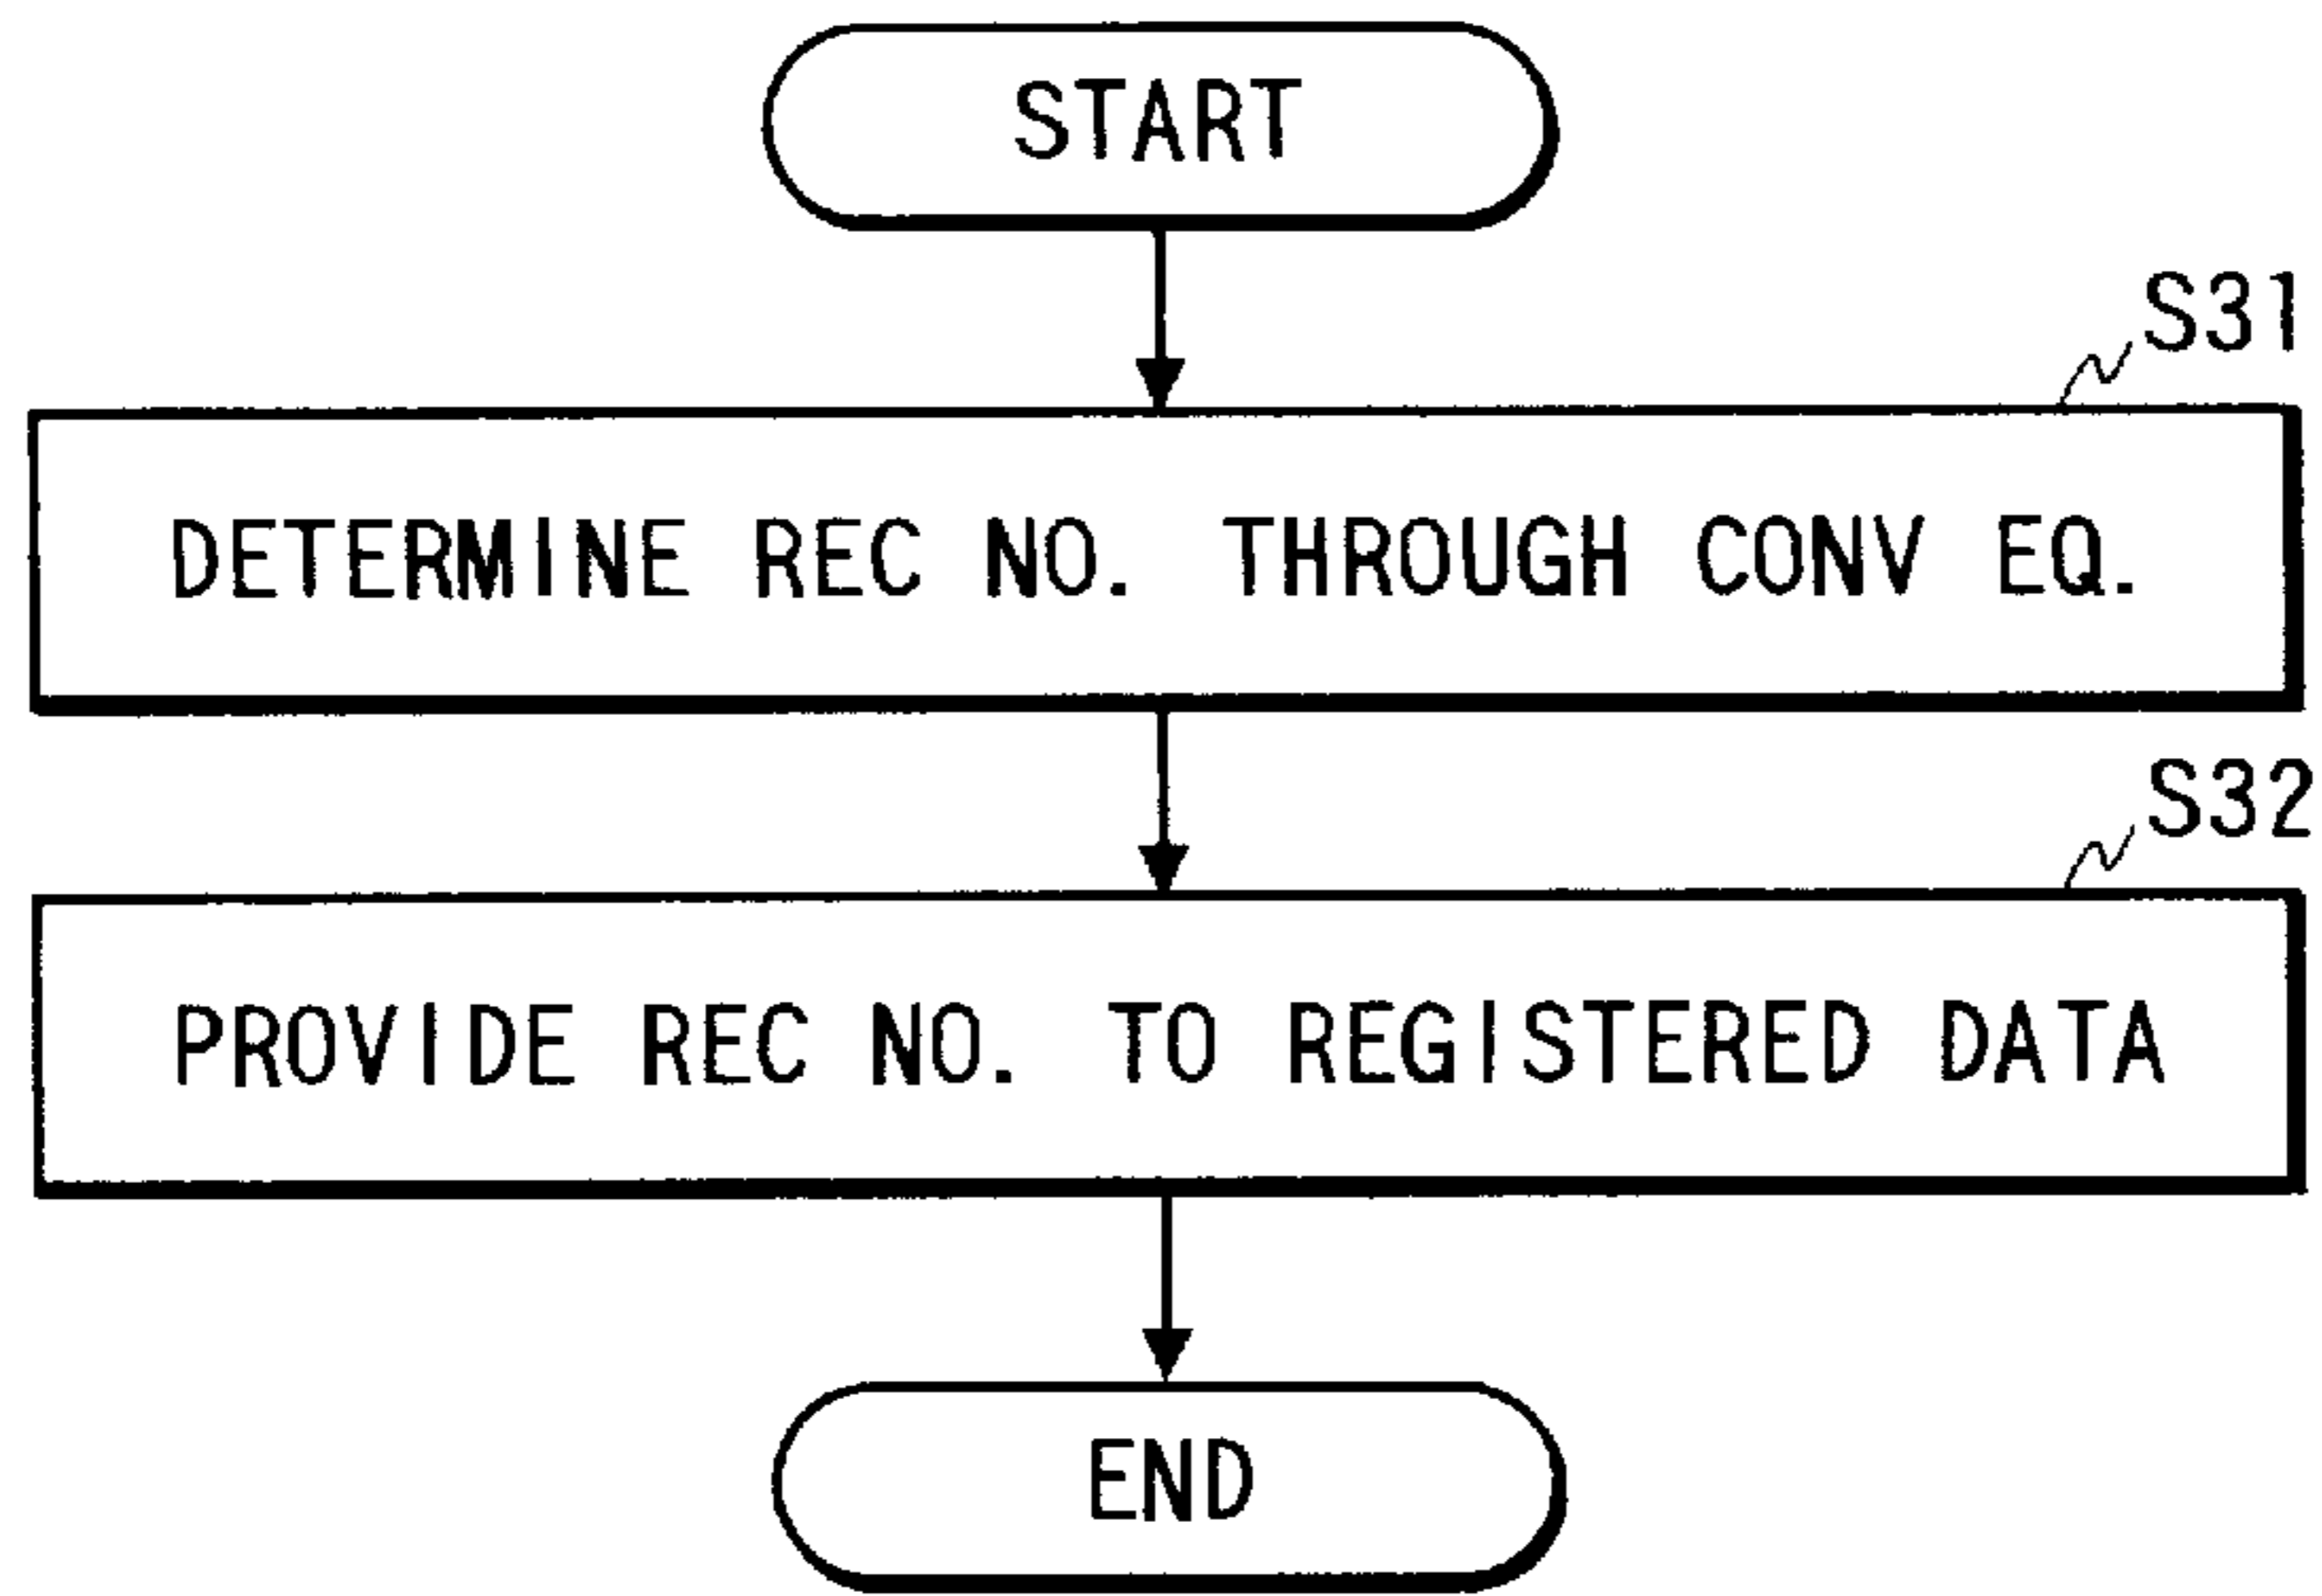 START
S31
DETERMINE REC NO. THROUGH CONV EQ.
S32
PROVIDE REC NO. TO REGISTERED DATA
END